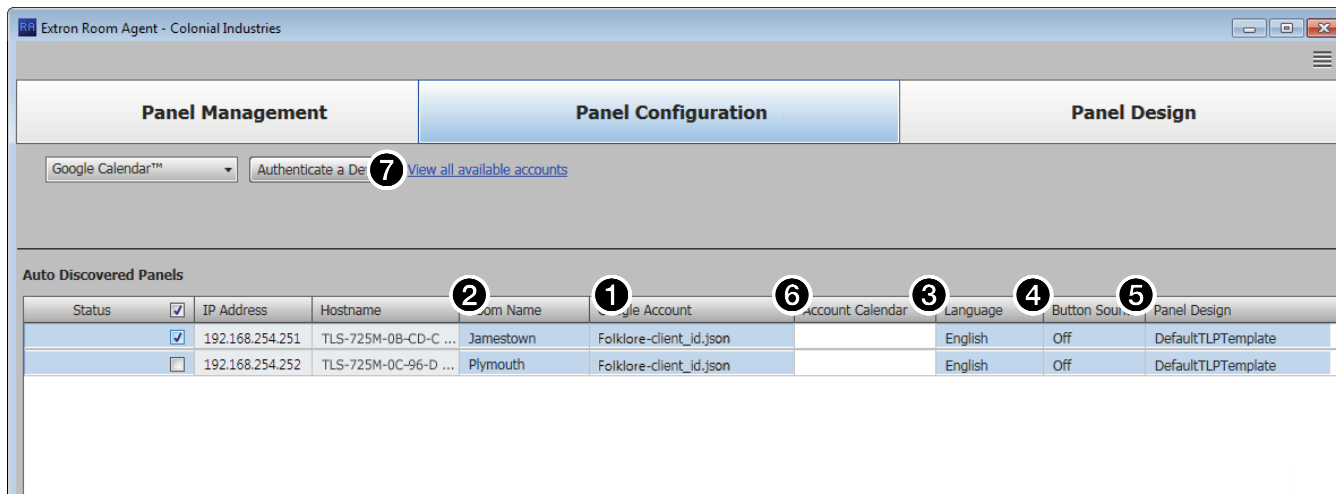 RA Extron Room Agent - Colonial Industries
Panel Management Panel Configuration Panel Design
Google Calendar™ Authenticate a De 7 View all available accounts
Auto Discovered Panels
2 1 6 3 4 5
Status IP Address Hostname Name Account Account Calendar Language Button Panel Design
192.168.254.251 TLS-725M-0B-CD-C ... Jamestown Folklore-client_id.json English Off DefaultTLPTemplate
192.168.254.252 TLS-725M-0C-96-D ... Plymouth Folklore-client_id.json English Off DefaultTLPTemplate